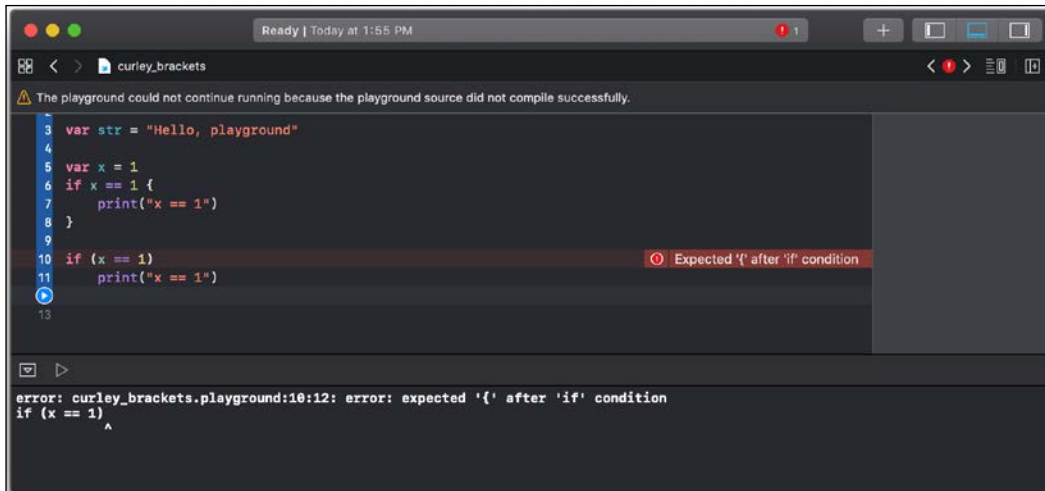 Ready | Today at 1:55 PM
1
curley_brackets
The playground could not continue running because the playground source did not compile successfully.
3 var str = "Hello, playground"
4
5 var x = 1
6 if x == 1 {
7 print("x == 1")
8 }
9
10 if (x == 1) Expected '{' after 'if' condition
11 print("x == 1")
13
error: curley_brackets.playground:10:12: error: expected '{' after 'if' condition
if (x == 1)
^